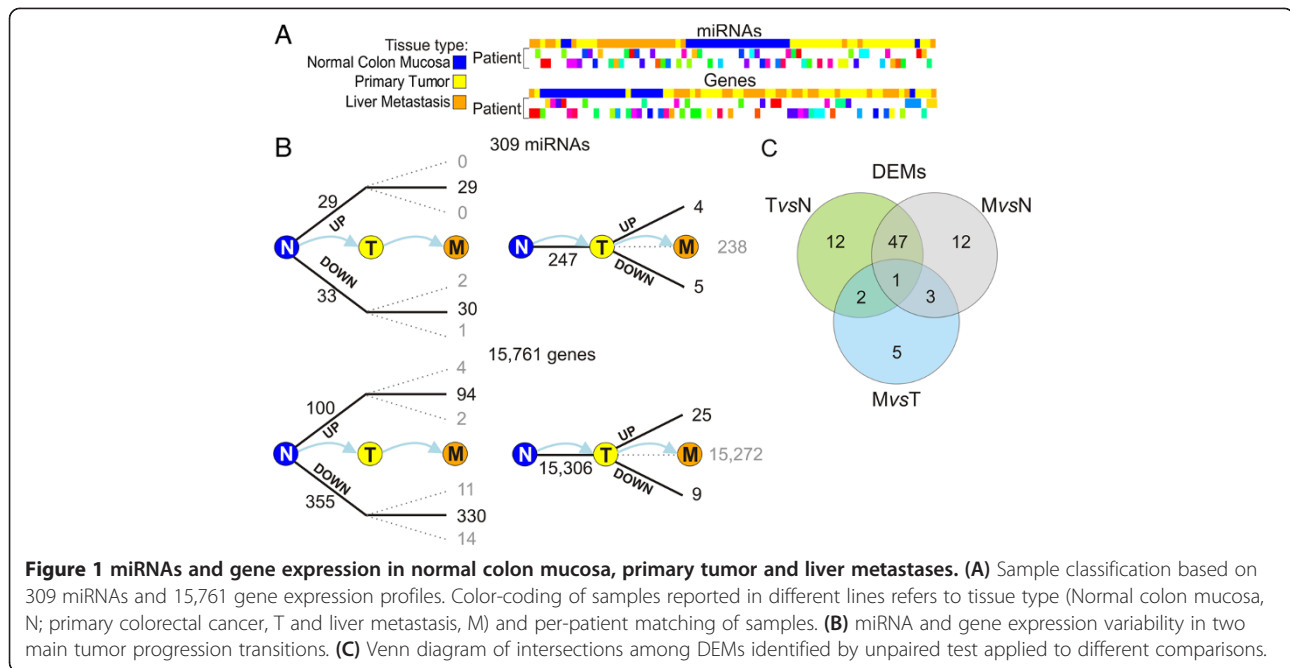 A
miRNAs
Tissue type:
Normal Colon Mucosa
Primary Tumor
Liver Metastasis
Patient
Genes
Patient
B
309 miRNAs
0
29
0
29
UP
N
T
M
DOWN
33
2
30
1
4
UP
N
T
M
238
247
DOWN
5
15,761 genes
4
94
2
100
UP
N
T
M
DOWN
355
11
330
14
25
UP
N
T
M
15,272
15,306
DOWN
9
C
DEMs
TvsN
MvsN
12
47
12
1
2
3
5
MvsT
Figure 1 miRNAs and gene expression in normal colon mucosa, primary tumor and liver metastases. (A) Sample classification based on
309 miRNAs and 15,761 gene expression profiles. Color-coding of samples reported in different lines refers to tissue type (Normal colon mucosa,
N; primary colorectal cancer, T and liver metastasis, M) and per-patient matching of samples. (B) miRNA and gene expression variability in two
main tumor progression transitions. (C) Venn diagram of intersections among DEMs identified by unpaired test applied to different comparisons.